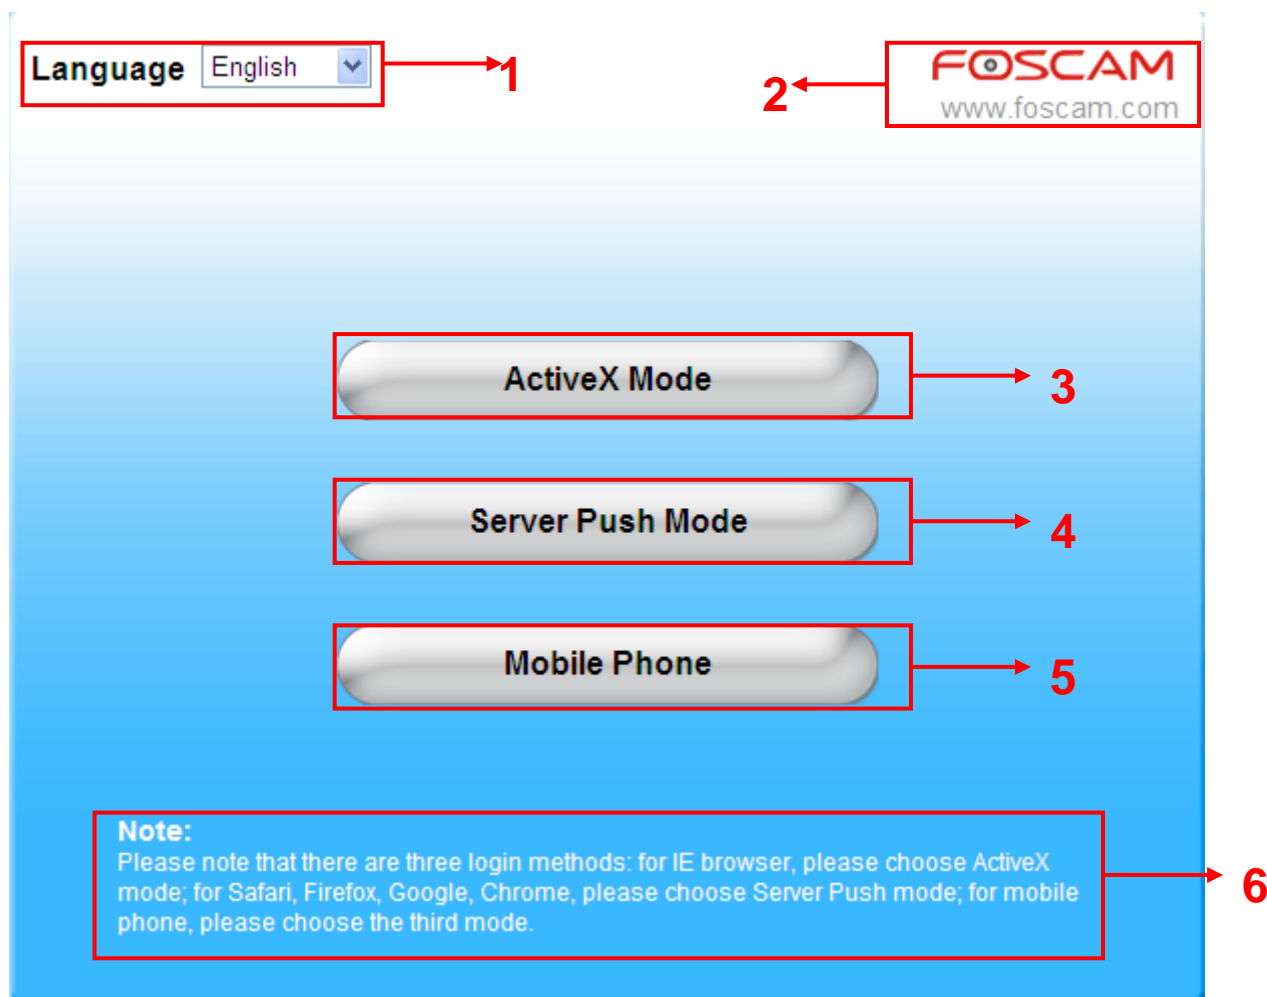 Language English 1
2 FOSCAM
www.foscam.com
ActiveX Mode 3
Server Push Mode 4
Mobile Phone 5
Note:
Please note that there are three login methods: for IE browser, please choose ActiveX
mode; for Safari, Firefox, Google, Chrome, please choose Server Push mode; for mobile
phone, please choose the third mode.
6